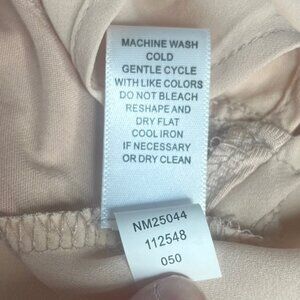 MACHINE WASH
COLD
GENTLE CYCLE
WITH LIKE COLORS
DO NOT BLEACH
RESHAPE AND
DRY FLAT
COOL IRON
IF NECESSARY
OR DRY CLEAN
NM25044
112548
050